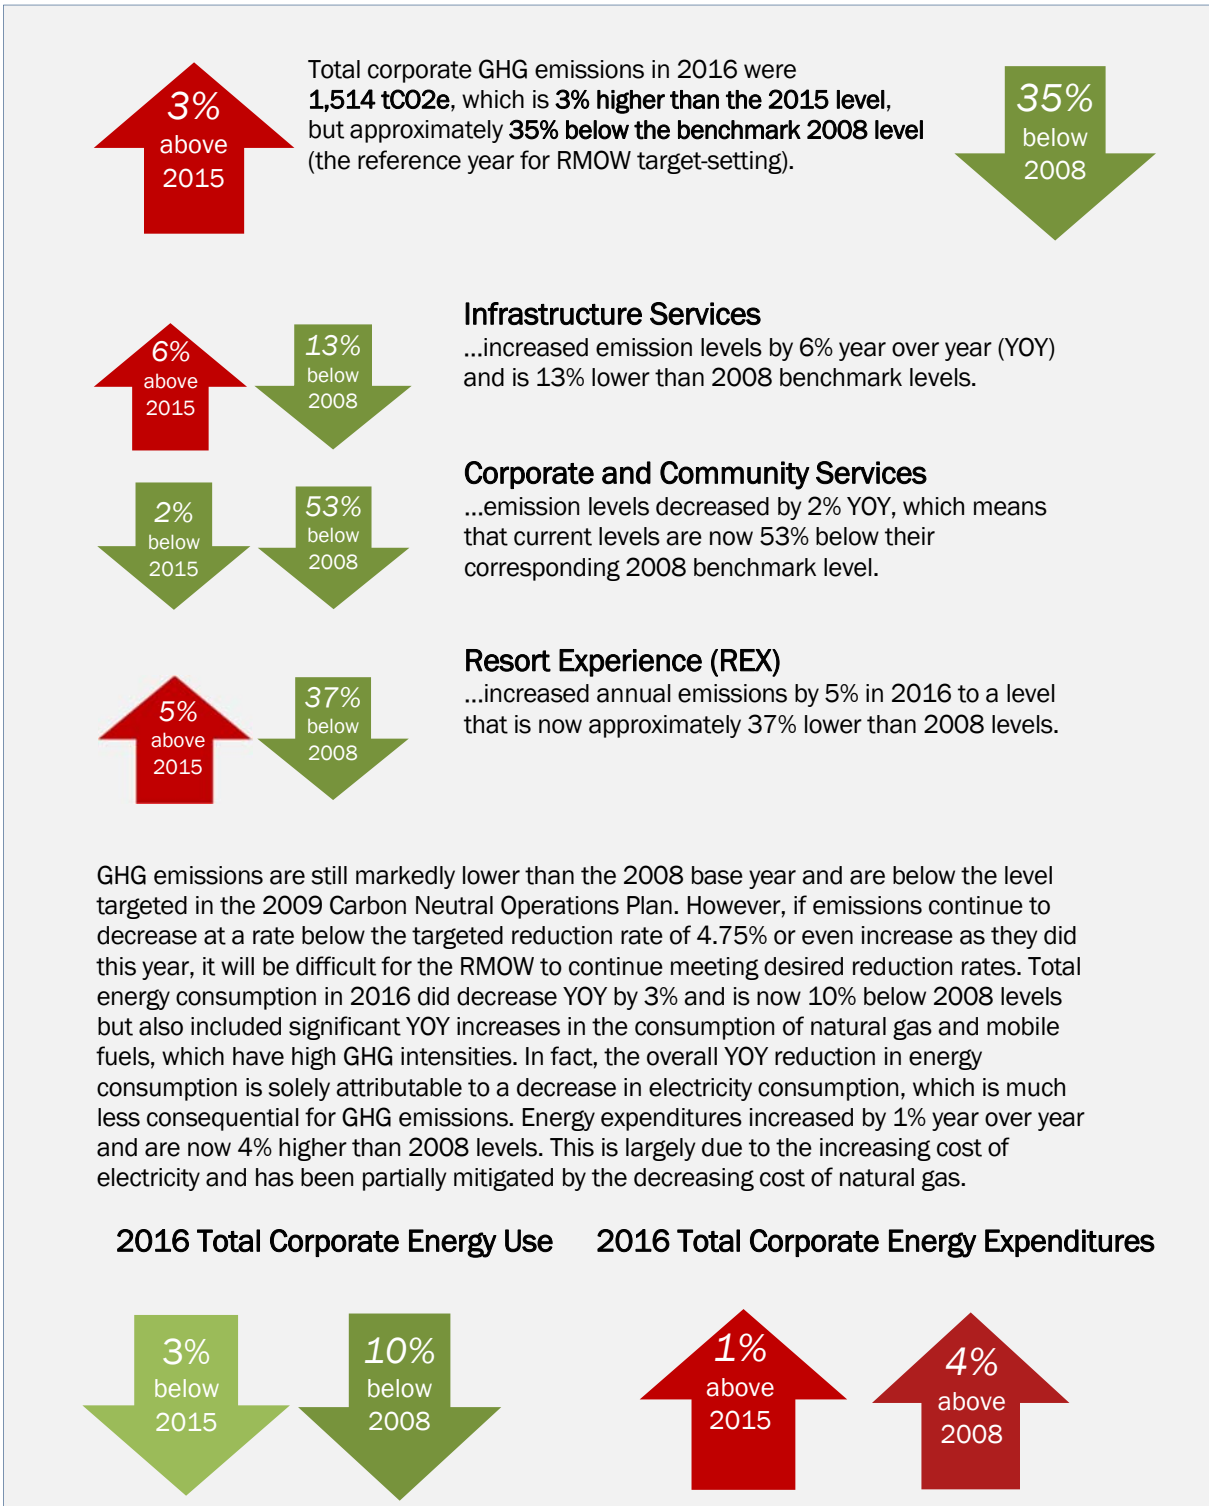 3%
above
2015
Total corporate GHG emissions in 2016 were
1,514 tCO2e, which is 3% higher than the 2015 level,
but approximately 35% below the benchmark 2008 level
(the reference year for RMOW target-setting).
35%
below
2008
6%
above
2015
13%
below
2008
Infrastructure Services
...increased emission levels by 6% year over year (YOY)
and is 13% lower than 2008 benchmark levels.
2%
below
2015
53%
below
2008
Corporate and Community Services
...emission levels decreased by 2% YOY, which means
that current levels are now 53% below their
corresponding 2008 benchmark level.
5%
above
2015
37%
below
2008
Resort Experience (REX)
...increased annual emissions by 5% in 2016 to a level
that is now approximately 37% lower than 2008 levels.
GHG emissions are still markedly lower than the 2008 base year and are below the level
targeted in the 2009 Carbon Neutral Operations Plan. However, if emissions continue to
decrease at a rate below the targeted reduction rate of 4.75% or even increase as they did
this year, it will be difficult for the RMOW to continue meeting desired reduction rates. Total
energy consumption in 2016 did decrease YOY by 3% and is now 10% below 2008 levels
but also included significant YOY increases in the consumption of natural gas and mobile
fuels, which have high GHG intensities. In fact, the overall YOY reduction in energy
consumption is solely attributable to a decrease in electricity consumption, which is much
less consequential for GHG emissions. Energy expenditures increased by 1% year over year
and are now 4% higher than 2008 levels. This is largely due to the increasing cost of
electricity and has been partially mitigated by the decreasing cost of natural gas.
2016 Total Corporate Energy Use
2016 Total Corporate Energy Expenditures
3%
below
2015
10%
below
2008
1%
above
2015
4%
above
2008